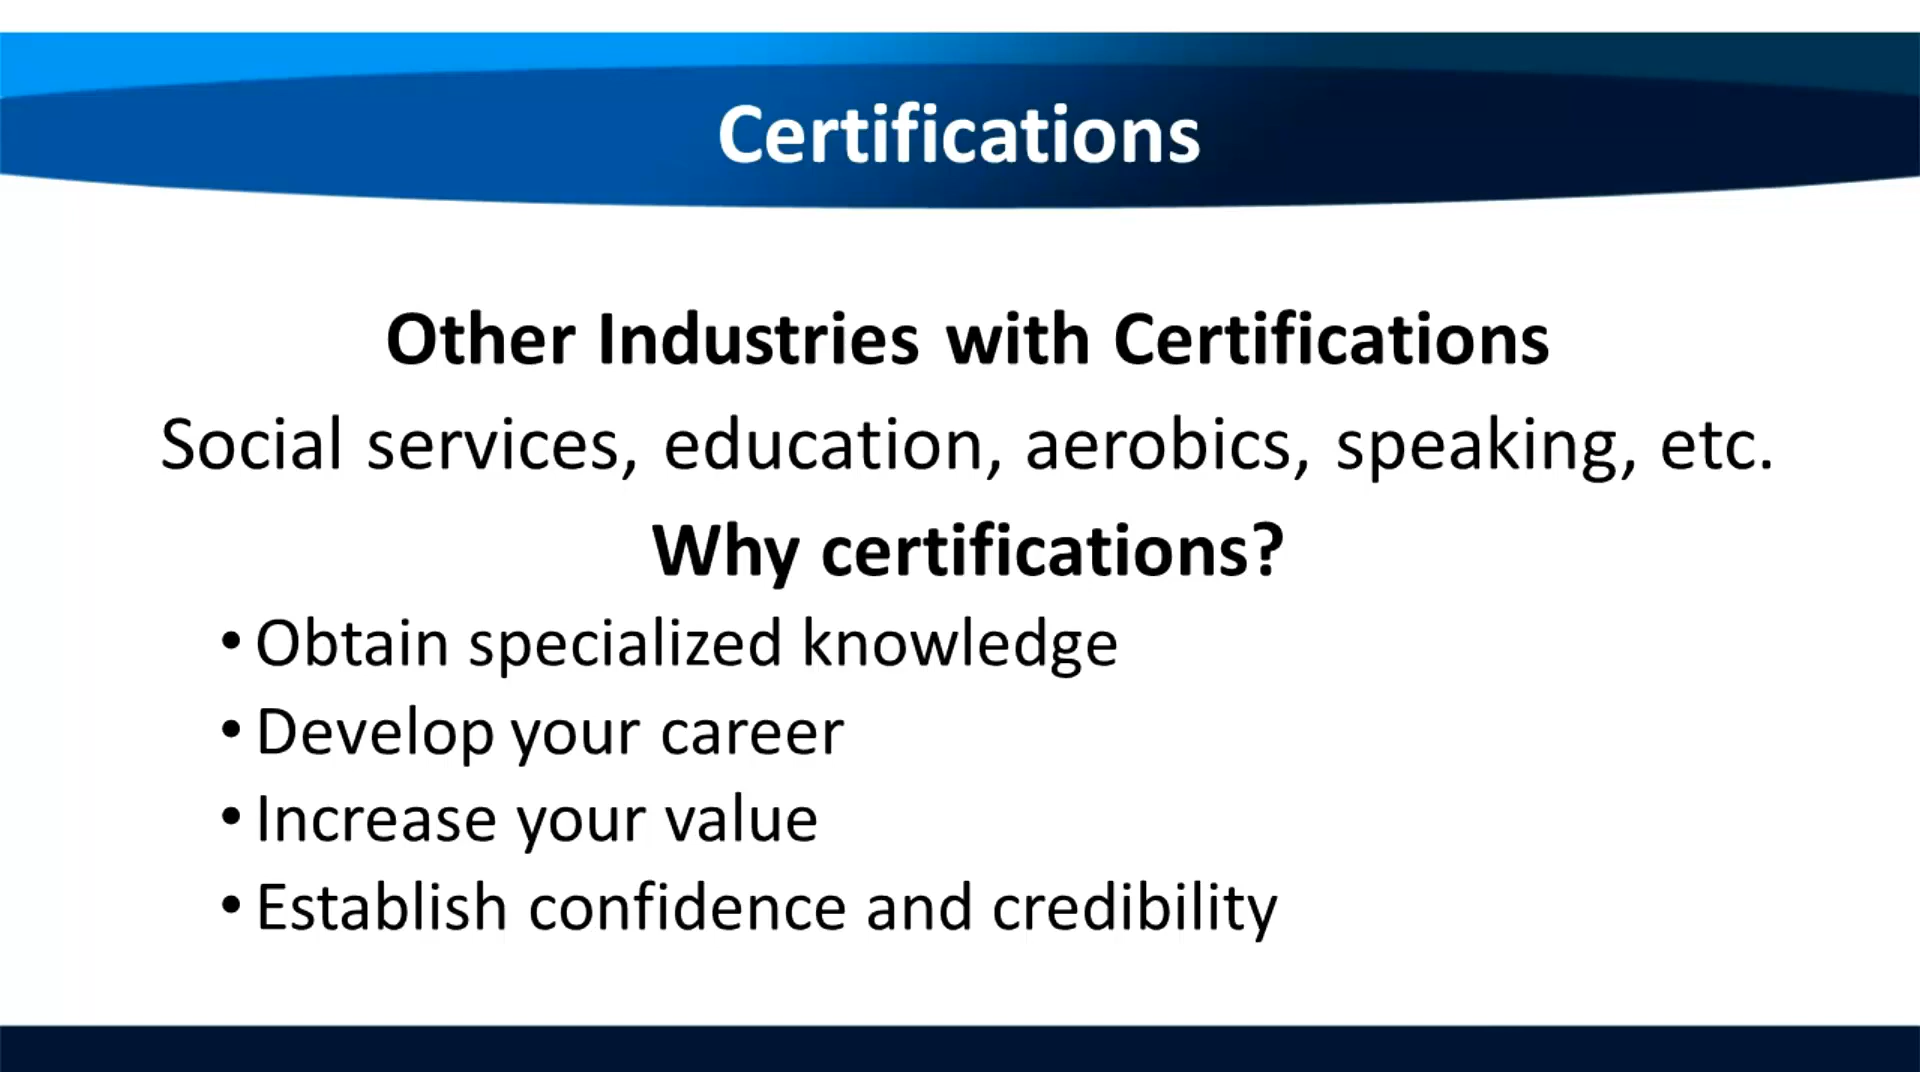 Certifications
Other Industries with Certifications
Social services, education, aerobics, speaking, etc.
Why certifications?
• Obtain specialized knowledge
• Develop your career
• Increase your value
• Establish confidence and credibility